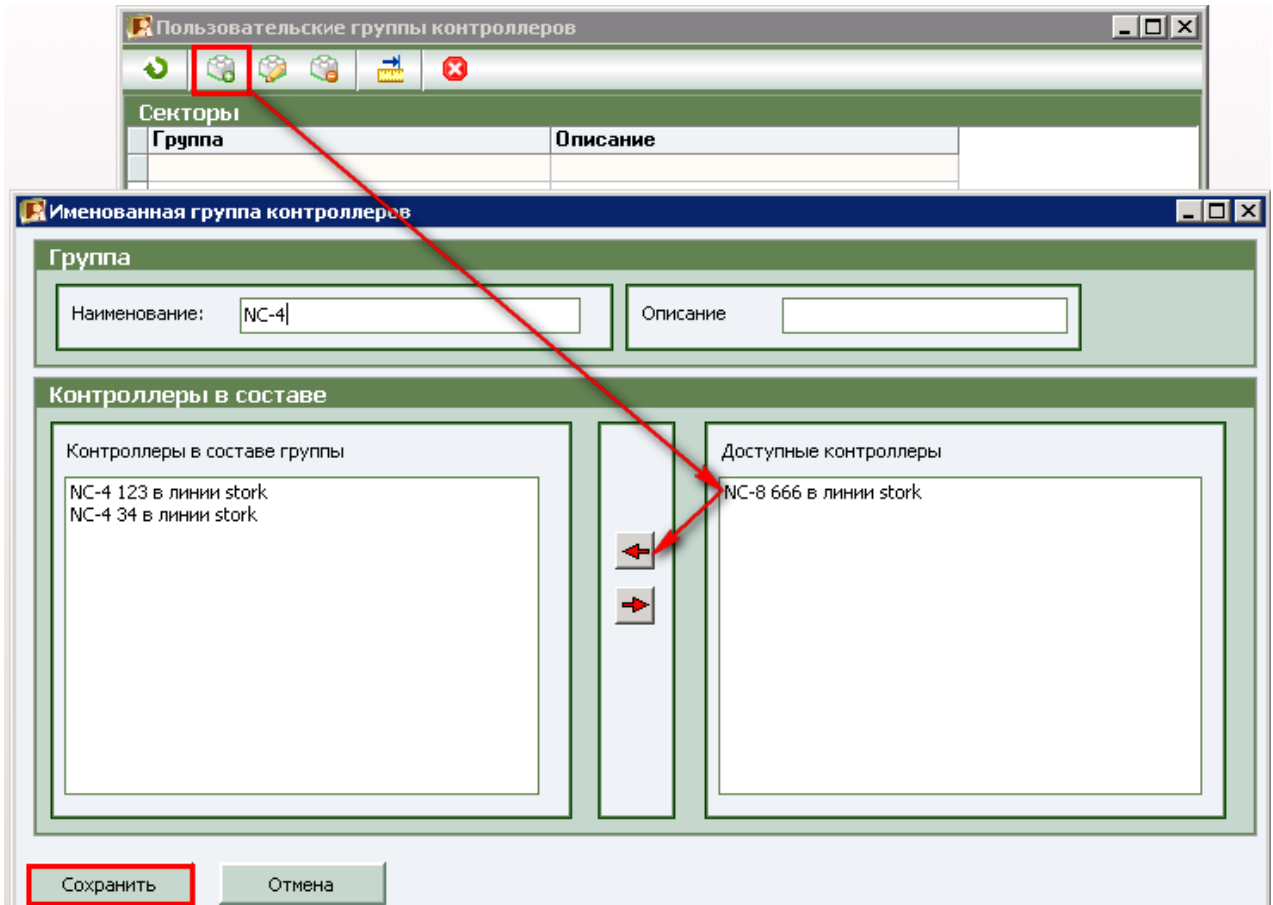 Пользовательские группы контроллеров
Секторы
Группа Описание
Именованная группа контроллеров
Группа
Наименование: NC-4 Описание
Контроллеры в составе
Контроллеры в составе группы
NC-4 123 в линии stork
NC-4 34 в линии stork
Доступные контроллеры
NC-8 666 в линии stork
Сохранить Отмена